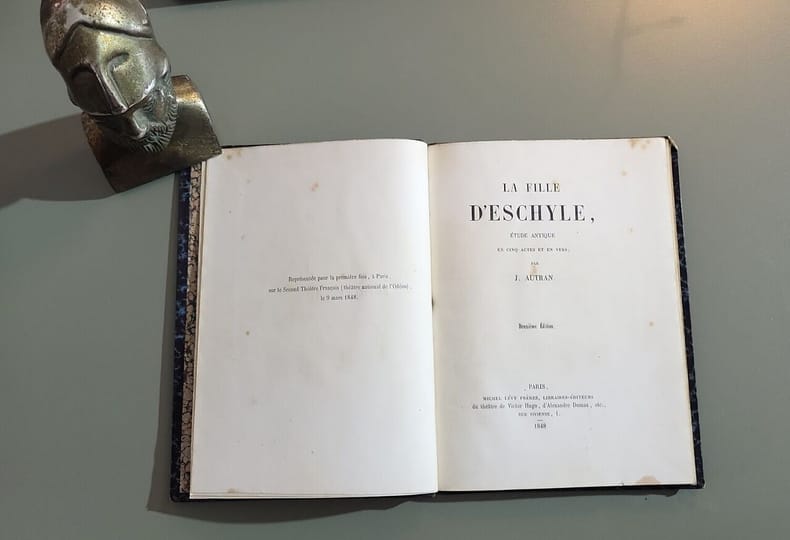 Représentée pour la première fois, à Paris,
sur le Second Théâtre Français (théâtre national de l'Odéon),
le 9 mars 1848.
LA FILLE
D'ESCHYLE,
ÉTUDE ANTIQUE
EN CINQ ACTES ET EN VERS,
PAR
J. AUTRAN.
Deuxième Édition.
PARIS,
MICHEL LÉVY FRÈRES, LIBRAIRES-ÉDITEURS
du théâtre de Victor Hugo, d'Alexandre Dumas, etc.,
RUE VIVIENNE, 1.
1848